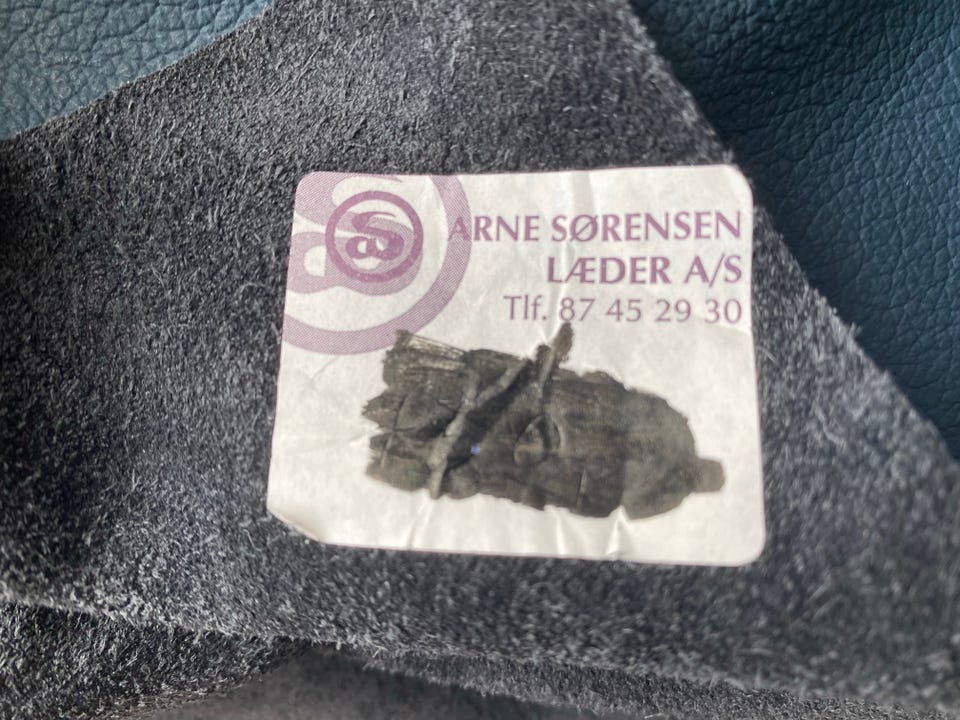 ARNE SØRENSEN
LÆDER A/S
Tlf. 87 45 29 30